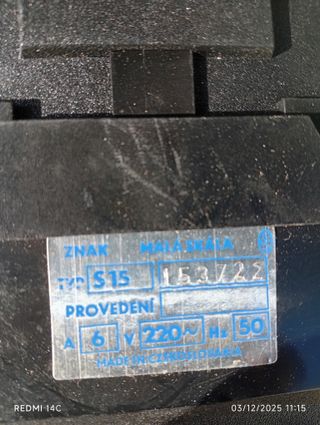 ZNAK MALÁ SKÁLA
TYP S15 153/22
PROVEDENÍ
A 6 V 220~ Hz 50
MADE IN CZECHOSLOVAKIA
REDMI 14C 03/12/2025 11:15